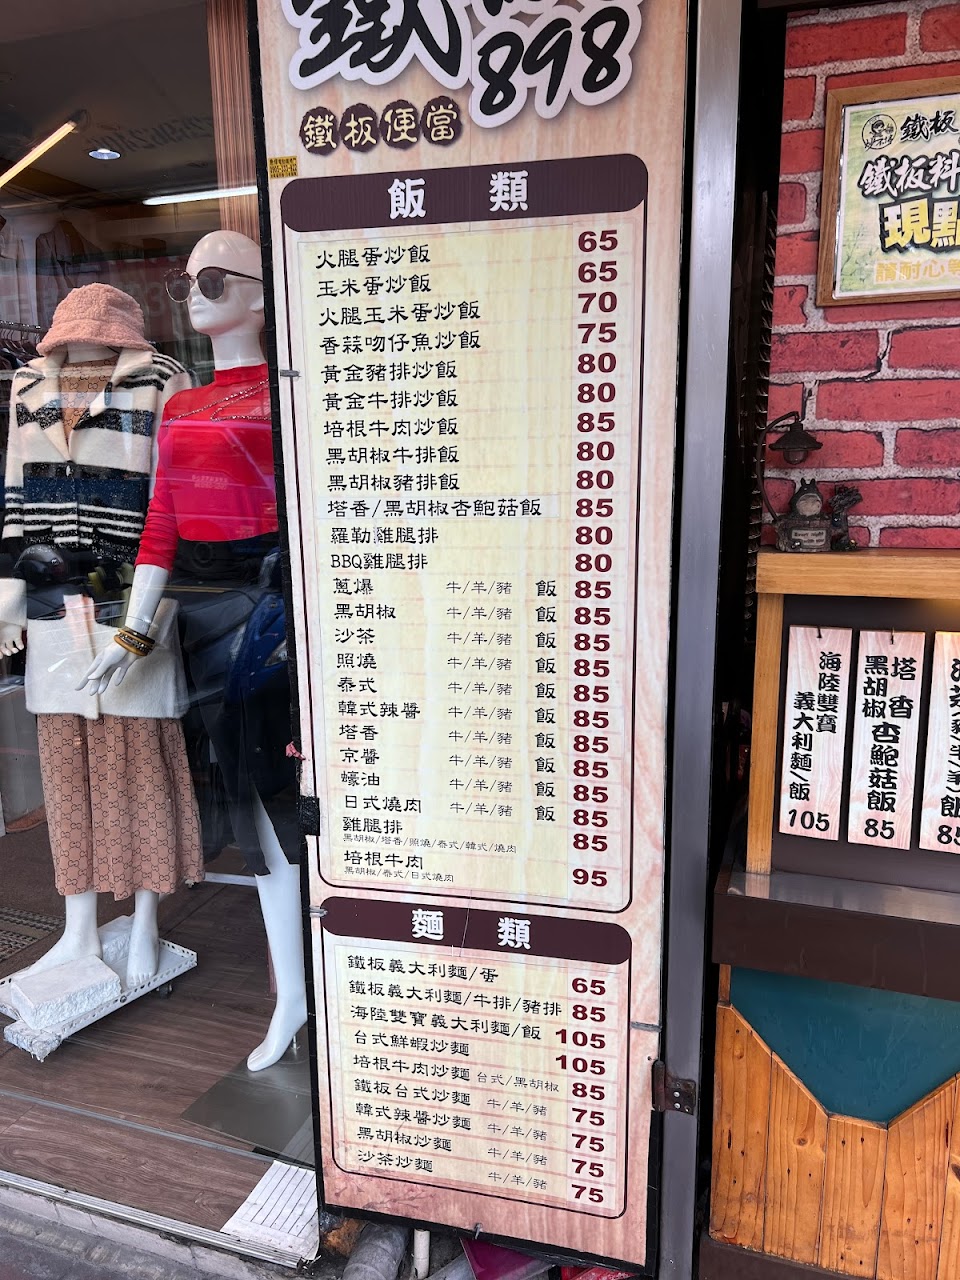 鐵
898
鐵板便當
飯類
火腿蛋炒飯 65
玉米蛋炒飯 65
火腿玉米蛋炒飯 70
香蒜吻仔魚炒飯 75
黃金豬排炒飯 80
黃金牛排炒飯 80
培根牛肉炒飯 85
黑胡椒牛排飯 80
黑胡椒豬排飯 80
塔香/黑胡椒杏鮑菇飯 85
羅勒雞腿排 80
BBQ雞腿排 80
蔥爆 牛/羊/豬 飯 85
黑胡椒 牛/羊/豬 飯 85
沙茶 牛/羊/豬 飯 85
照燒 牛/羊/豬 飯 85
泰式 牛/羊/豬 飯 85
韓式辣醬 牛/羊/豬 飯 85
塔香 牛/羊/豬 飯 85
京醬 牛/羊/豬 飯 85
蠔油 牛/羊/豬 飯 85
日式燒肉 牛/羊/豬 飯 85
雞腿排 85
黑胡椒/塔香/照燒/泰式/韓式/燒肉
培根牛肉 95
黑胡椒/泰式/日式燒肉
麵類
鐵板義大利麵/蛋 65
鐵板義大利麵/牛排/豬排 85
海陸雙寶義大利麵/飯 105
台式鮮蝦炒麵 105
培根牛肉炒麵 台式/黑胡椒 85
鐵板台式炒麵 牛/羊/豬 75
韓式辣醬炒麵 牛/羊/豬 75
黑胡椒炒麵 牛/羊/豬 75
沙茶炒麵 牛/羊/豬 75
鐵板
鐵板料
現點
請耐心等
海陸雙寶
義大利麵/飯
105
塔香
黑胡椒杏鮑菇飯
85